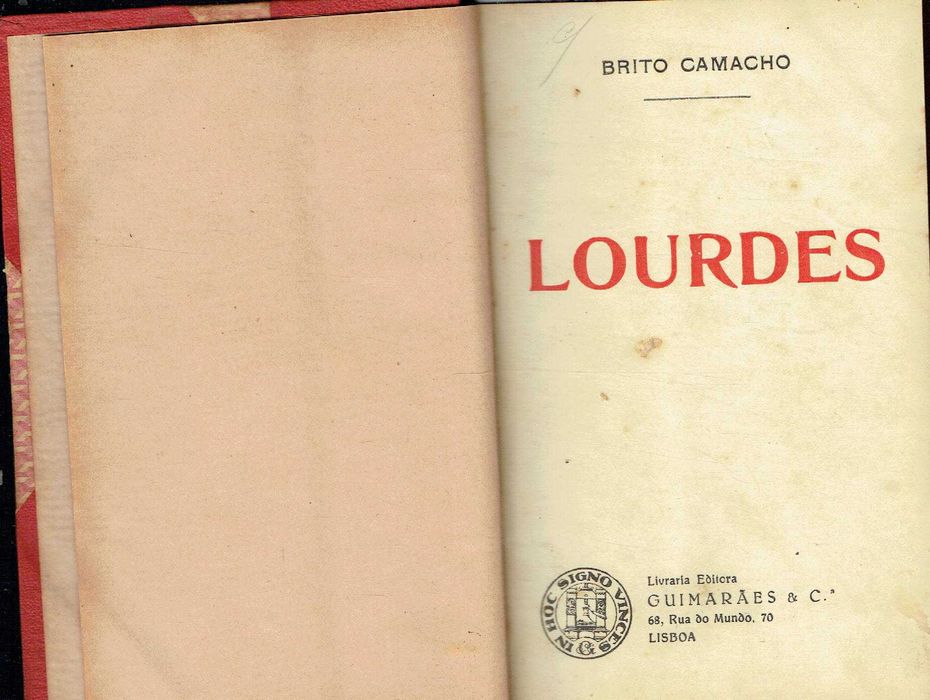 BRITO CAMACHO
LOURDES
IN HOC SIGNO VINCES
&
Livraria Editora
GUIMARÃES & C.ª
68, Rua do Mundo, 70
LISBOA